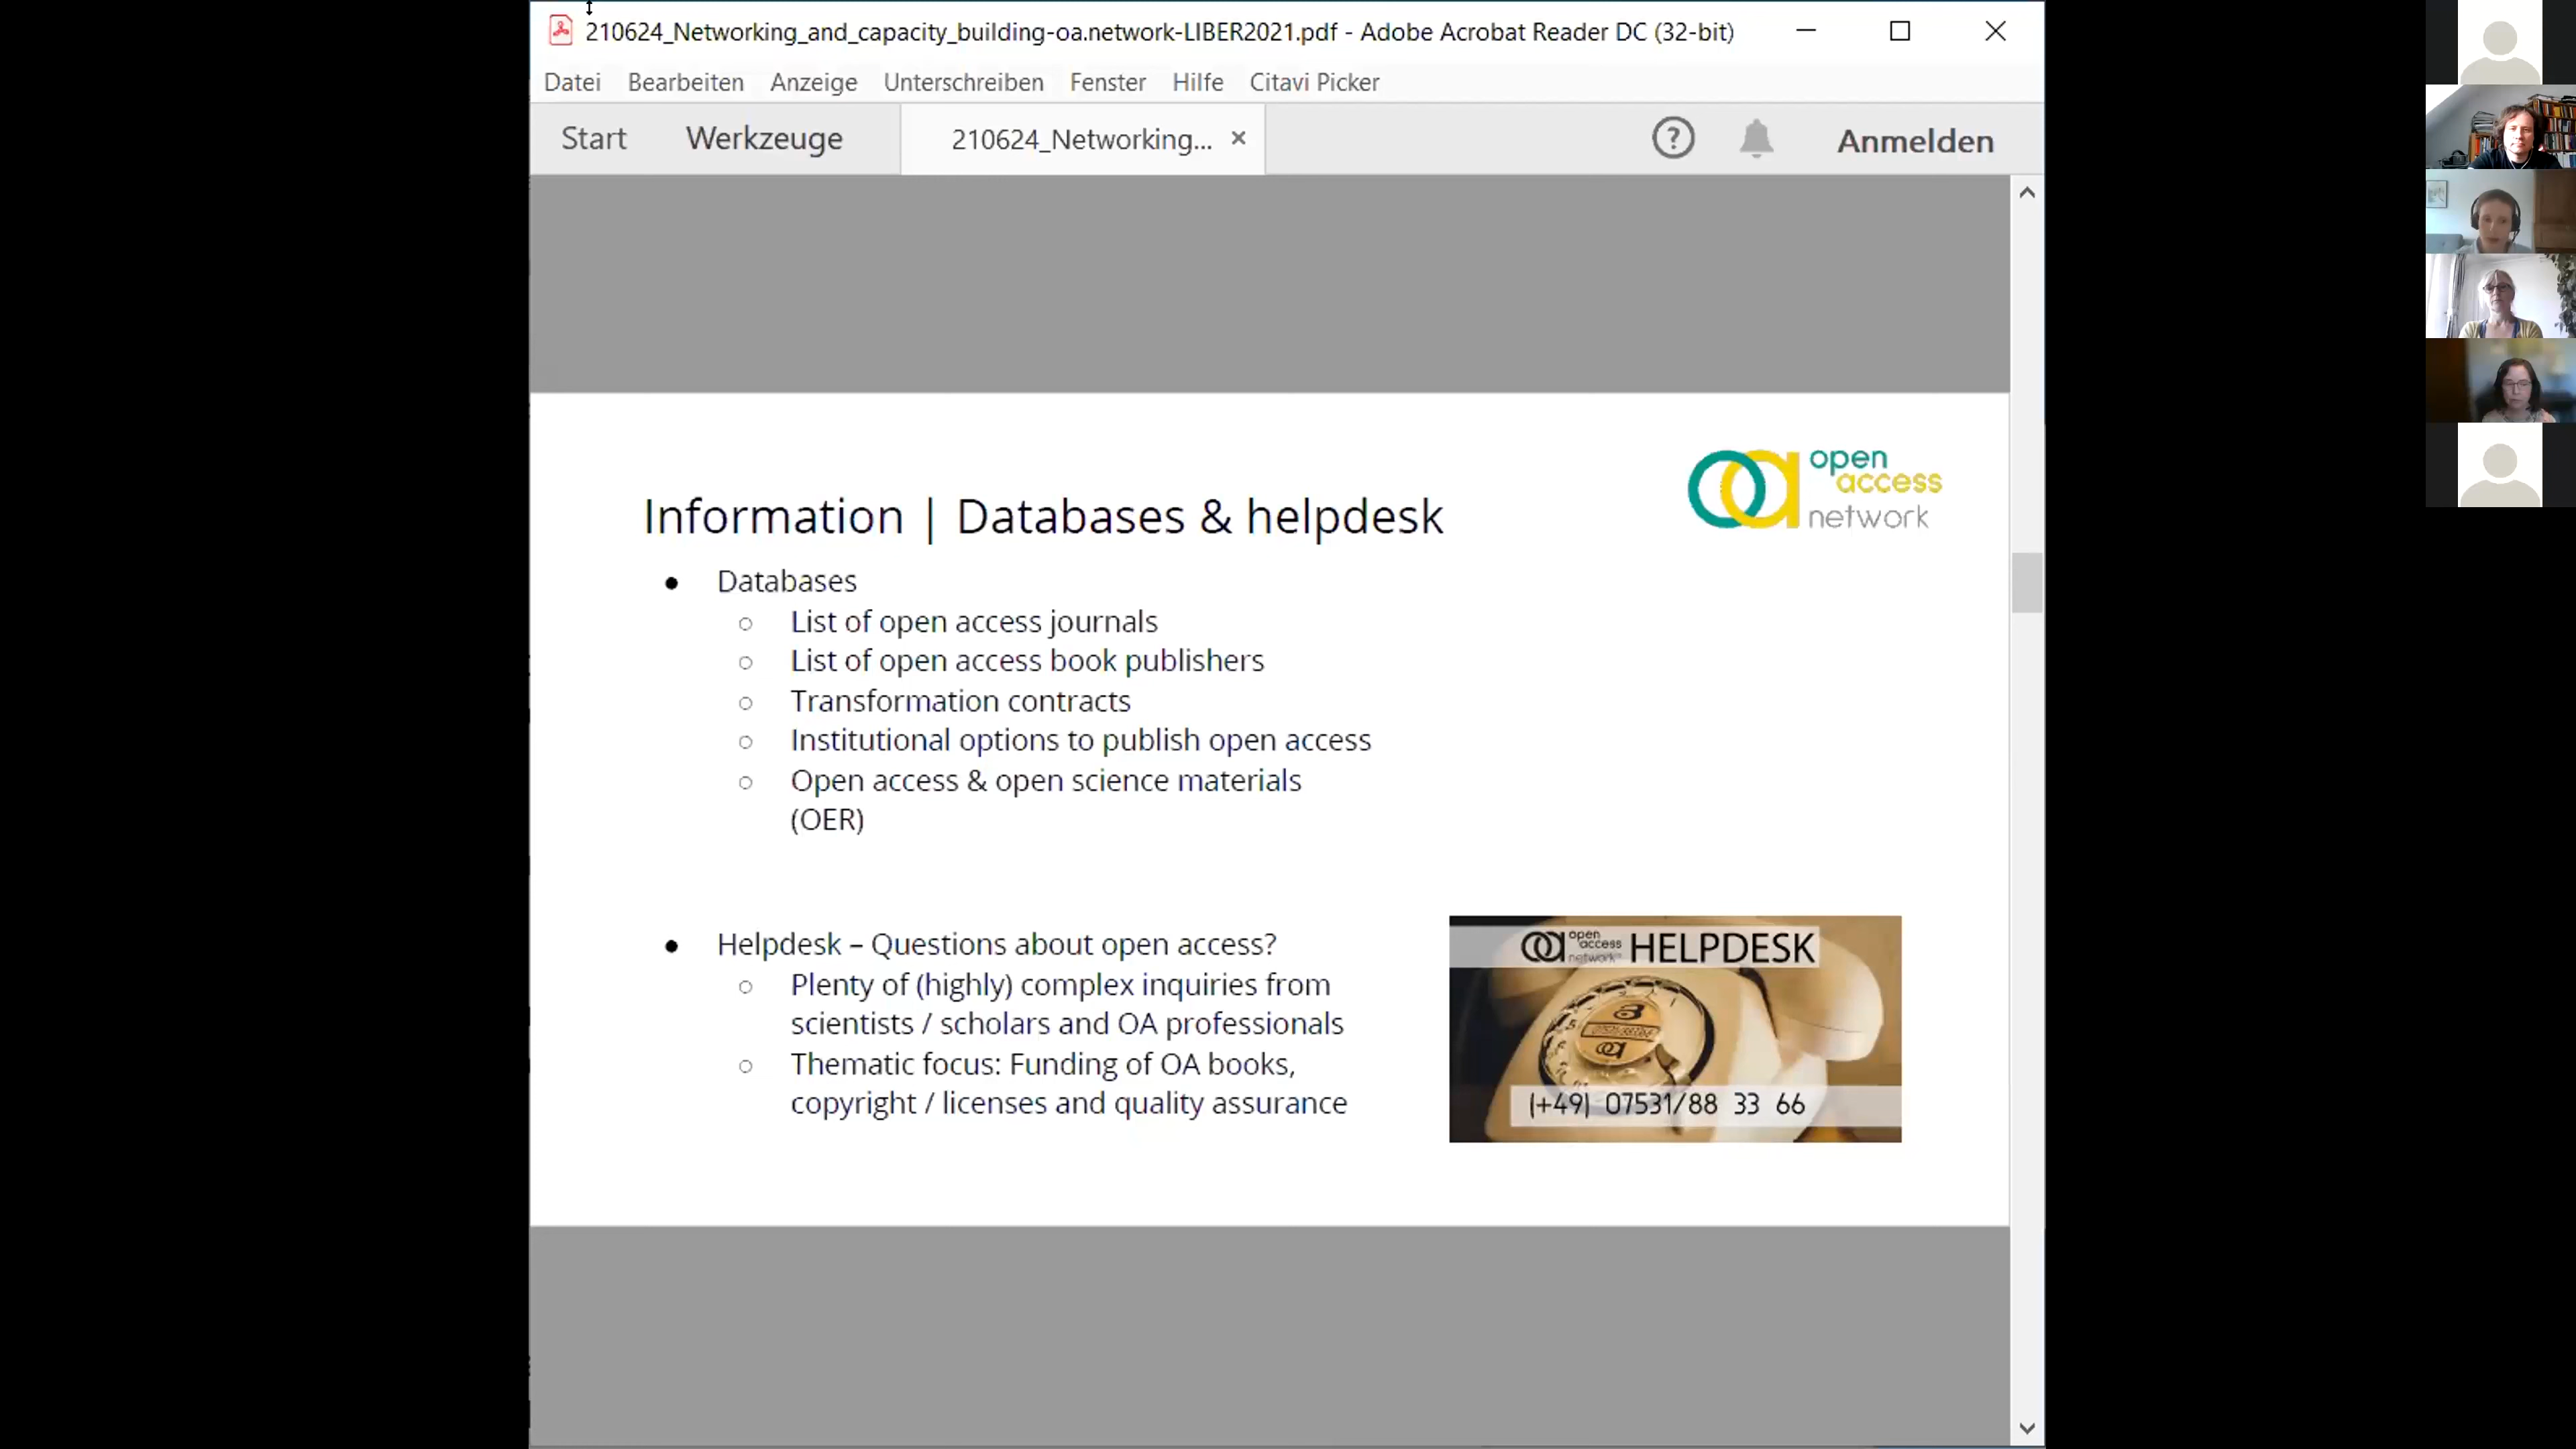 210624_Networking_and_capacity_building-oa.network-LIBER2021.pdf - Adobe Acrobat Reader DC (32-bit)
Datei Bearbeiten Anzeige Unterschreiben Fenster Hilfe Citavi Picker
Start Werkzeuge 210624_Networking... × ? Anmelden
open
access
network
Information | Databases & helpdesk
● Databases
○ List of open access journals
○ List of open access book publishers
○ Transformation contracts
○ Institutional options to publish open access
○ Open access & open science materials
(OER)
● Helpdesk – Questions about open access?
○ Plenty of (highly) complex inquiries from
scientists / scholars and OA professionals
○ Thematic focus: Funding of OA books,
copyright / licenses and quality assurance
open
access
network
HELPDESK
(+49) 07531/88 33 66